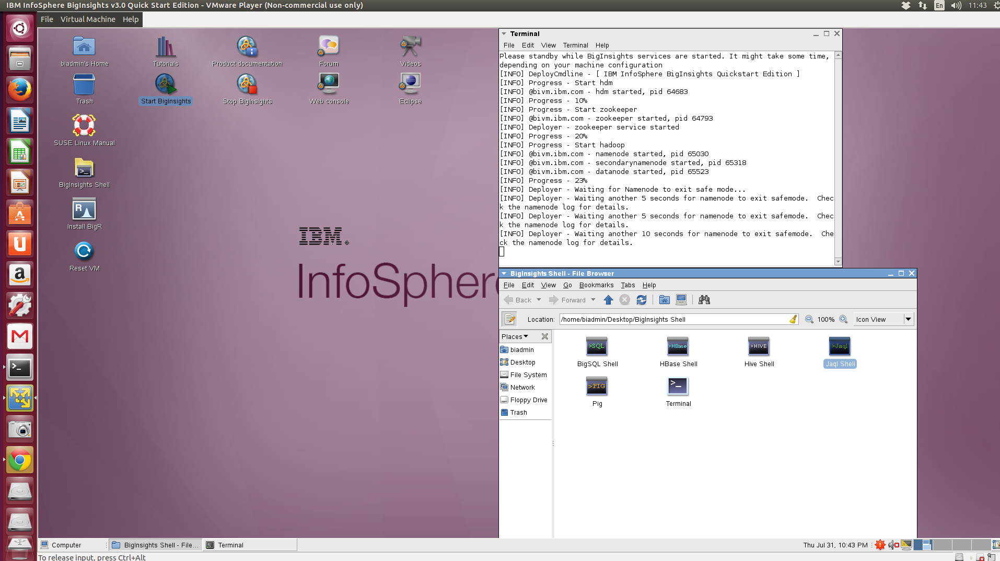 IBM InfoSphere BigInsights v3.0 Quick Start Edition - VMware Player (Non-commercial use only)
En
11:43
File Virtual Machine Help
biadmin's Home
Tutorials
Product documentation
Forum
Videos
Trash
Start BigInsights
Stop BigInsights
Web console
Eclipse
SUSE Linux Manual
BigInsights Shell
R
Install BigR
Reset VM
IBM®
InfoSphere
Terminal
File Edit View Terminal Help
Please standby while BigInsights services are started. It might take some time,
depending on your machine configuration
[INFO] DeployCmdline - [ IBM InfoSphere BigInsights Quickstart Edition ]
[INFO] Progress - Start hdm
[INFO] @bivm.ibm.com - hdm started, pid 64683
[INFO] Progress - 10%
[INFO] Progress - Start zookeeper
[INFO] @bivm.ibm.com - zookeeper started, pid 64793
[INFO] Deployer - zookeeper service started
[INFO] Progress - 20%
[INFO] Progress - Start hadoop
[INFO] @bivm.ibm.com - namenode started, pid 65030
[INFO] @bivm.ibm.com - secondarynamenode started, pid 65318
[INFO] @bivm.ibm.com - datanode started, pid 65523
[INFO] Progress - 23%
[INFO] Deployer - Waiting for Namenode to exit safe mode...
[INFO] Deployer - Waiting another 5 seconds for namenode to exit safemode.  Chec
k the namenode log for details.
[INFO] Deployer - Waiting another 5 seconds for namenode to exit safemode.  Chec
k the namenode log for details.
[INFO] Deployer - Waiting another 10 seconds for namenode to exit safemode.  Che
ck the namenode log for details.
BigInsights Shell - File Browser
File Edit View Go Bookmarks Tabs Help
Back Forward
Location: /home/biadmin/Desktop/BigInsights Shell 100% Icon View
Places
biadmin
Desktop
File System
Network
Floppy Drive
Trash
>SQL
BigSQL Shell
>HBase
HBase Shell
>HIVE
Hive Shell
>Jaql
Jaql Shell
>PIG
Pig
>_
Terminal
Computer
BigInsights Shell - File...
Terminal
Thu Jul 31, 10:43 PM
To release input, press Ctrl+Alt